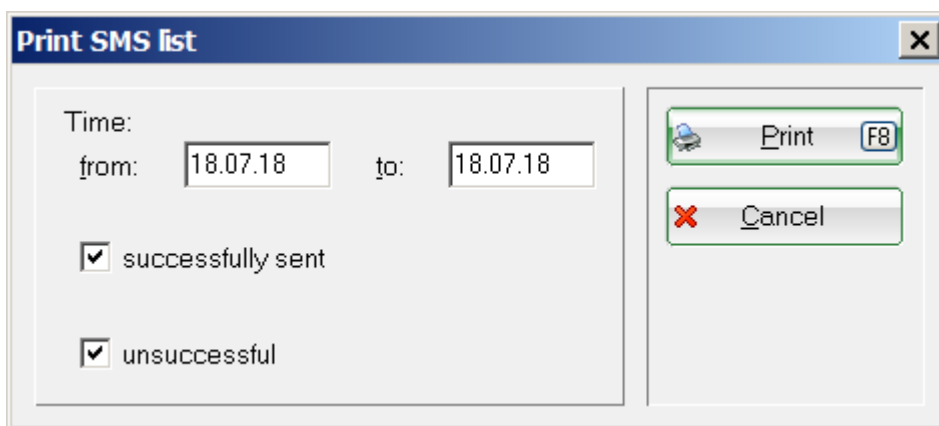 Print SMS list
Time:
from: 18.07.18 to: 18.07.18
successfully sent
unsuccessful
Print F8
Cancel